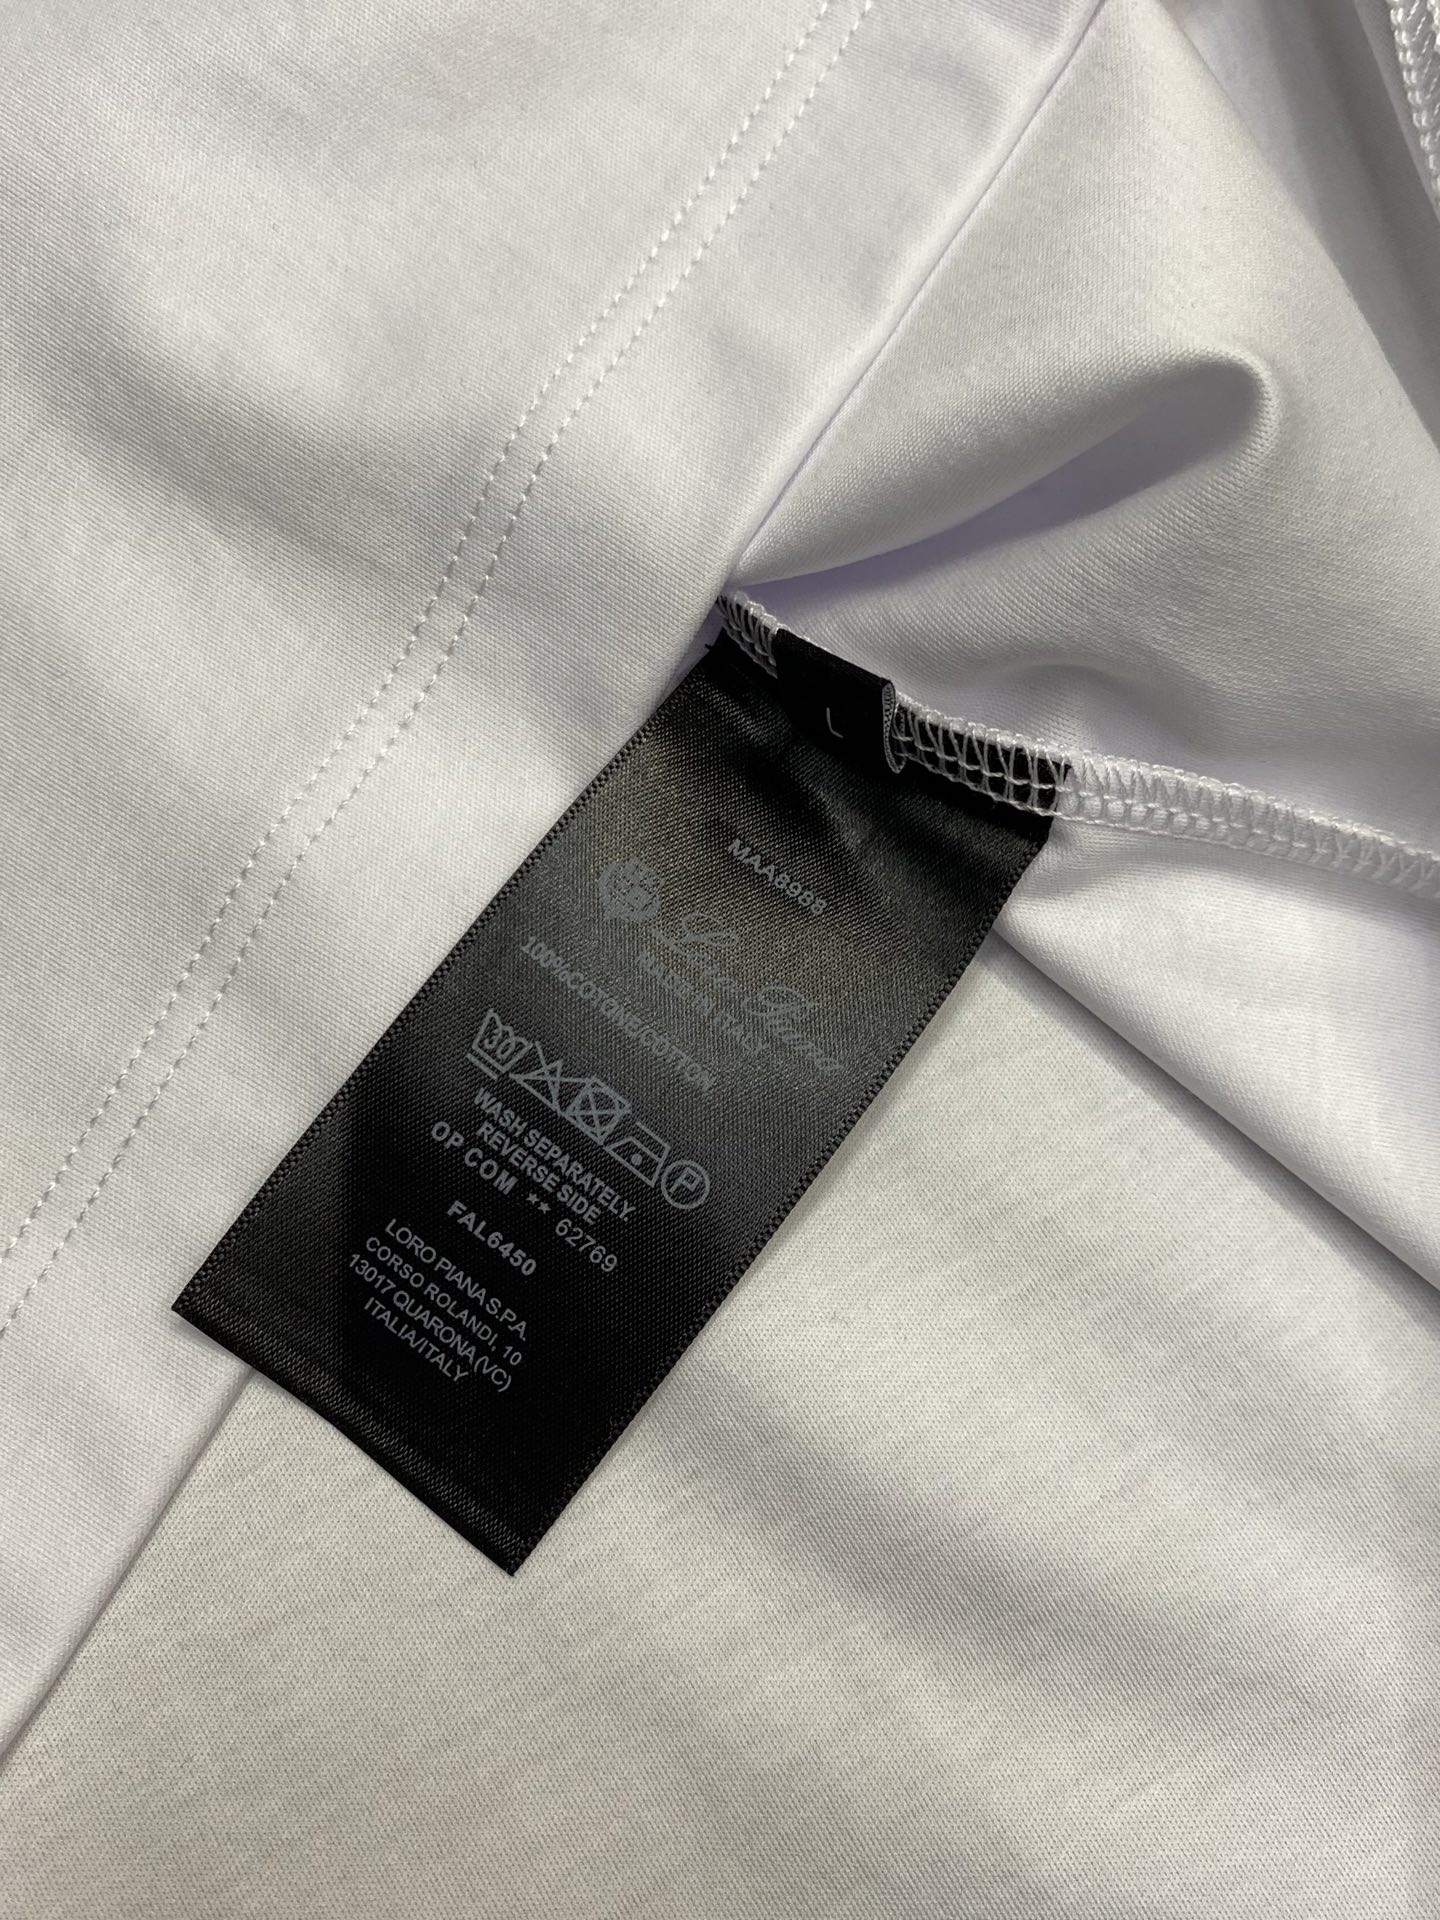 L
MAA8988
Loro Piana
MADE IN ITALY
100%COTONE/COTTON
30 P
WASH SEPARATELY.
REVERSE SIDE
OP COM ** 62769
FAL6450
LORO PIANA S.P.A.
CORSO ROLANDI, 10
13017 QUARONA (VC)
ITALIA/ITALY